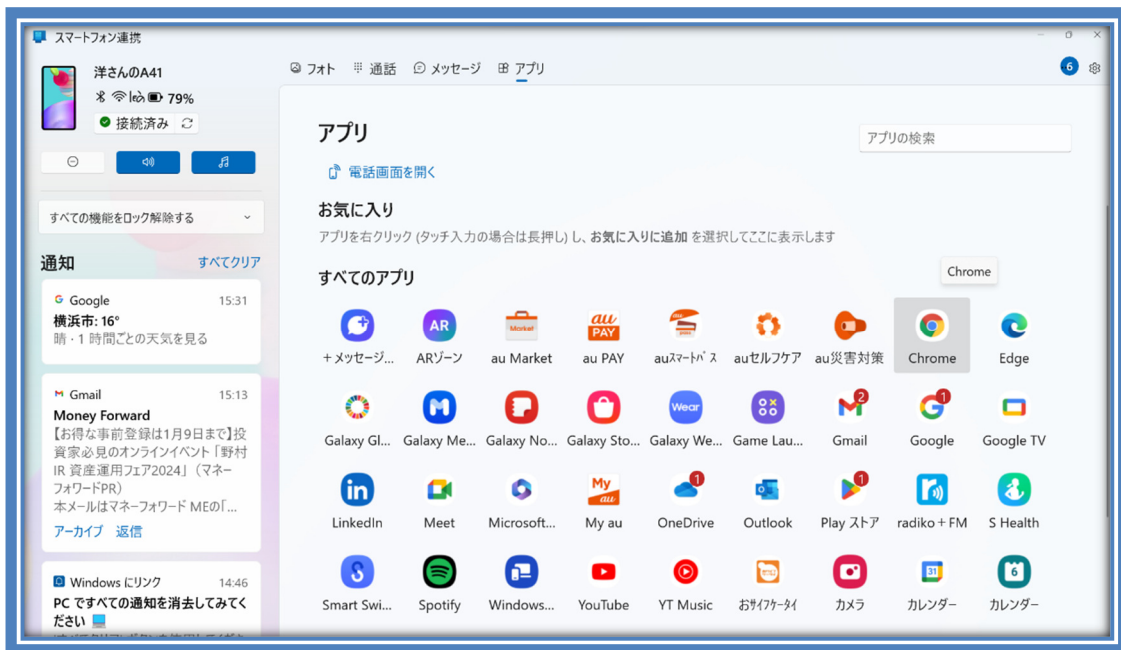 スマートフォン連携
洋さんのA41
79%
接続済み
すべての機能をロック解除する
通知 すべてクリア
Google 15:31
横浜市: 16°
晴・1 時間ごとの天気を見る
Gmail 15:13
Money Forward
【お得な事前登録は1月9日まで】投
資家必見のオンラインイベント「野村
IR 資産運用フェア2024」（マネー
フォワードPR）
本メールはマネーフォワード MEの「...
アーカイブ 返信
Windows にリンク 14:46
PC ですべての通知を消去してみてく
ださい
フォト 通話 メッセージ アプリ
6
アプリ
アプリの検索
電話画面を開く
お気に入り
アプリを右クリック (タッチ入力の場合は長押し) し、お気に入りに追加 を選択してここに表示します
すべてのアプリ
Chrome
AR Market au PAY
+ メッセージ... ARゾーン au Market au PAY auスマートパス auセルフケア au災害対策 Chrome Edge
Wear 2 1
Galaxy Gl... Galaxy Me... Galaxy No... Galaxy Sto... Galaxy We... Game Lau... Gmail Google Google TV
in My au 1 1
LinkedIn Meet Microsoft... My au OneDrive Outlook Play ストア radiko + FM S Health
31 6
Smart Swi... Spotify Windows... YouTube YT Music おサイフケータイ カメラ カレンダー カレンダー